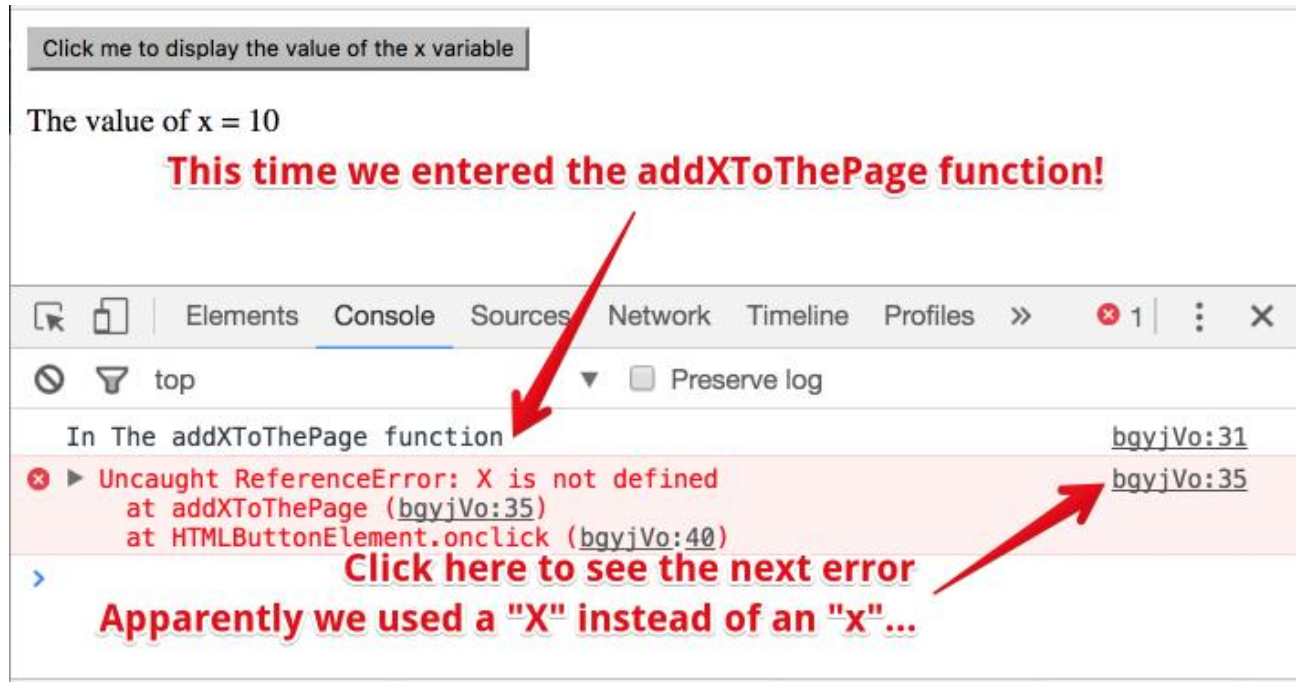 Click me to display the value of the x variable
The value of x = 10
This time we entered the addXToThePage function!
Elements Console Sources Network Timeline Profiles » 1
top ▼ Preserve log
In The addXToThePage function bgyjVo:31
▶ Uncaught ReferenceError: X is not defined bgyjVo:35
at addXToThePage (bgyjVo:35)
at HTMLButtonElement.onclick (bgyjVo:40)
Click here to see the next error
Apparently we used a "X" instead of an "x"...